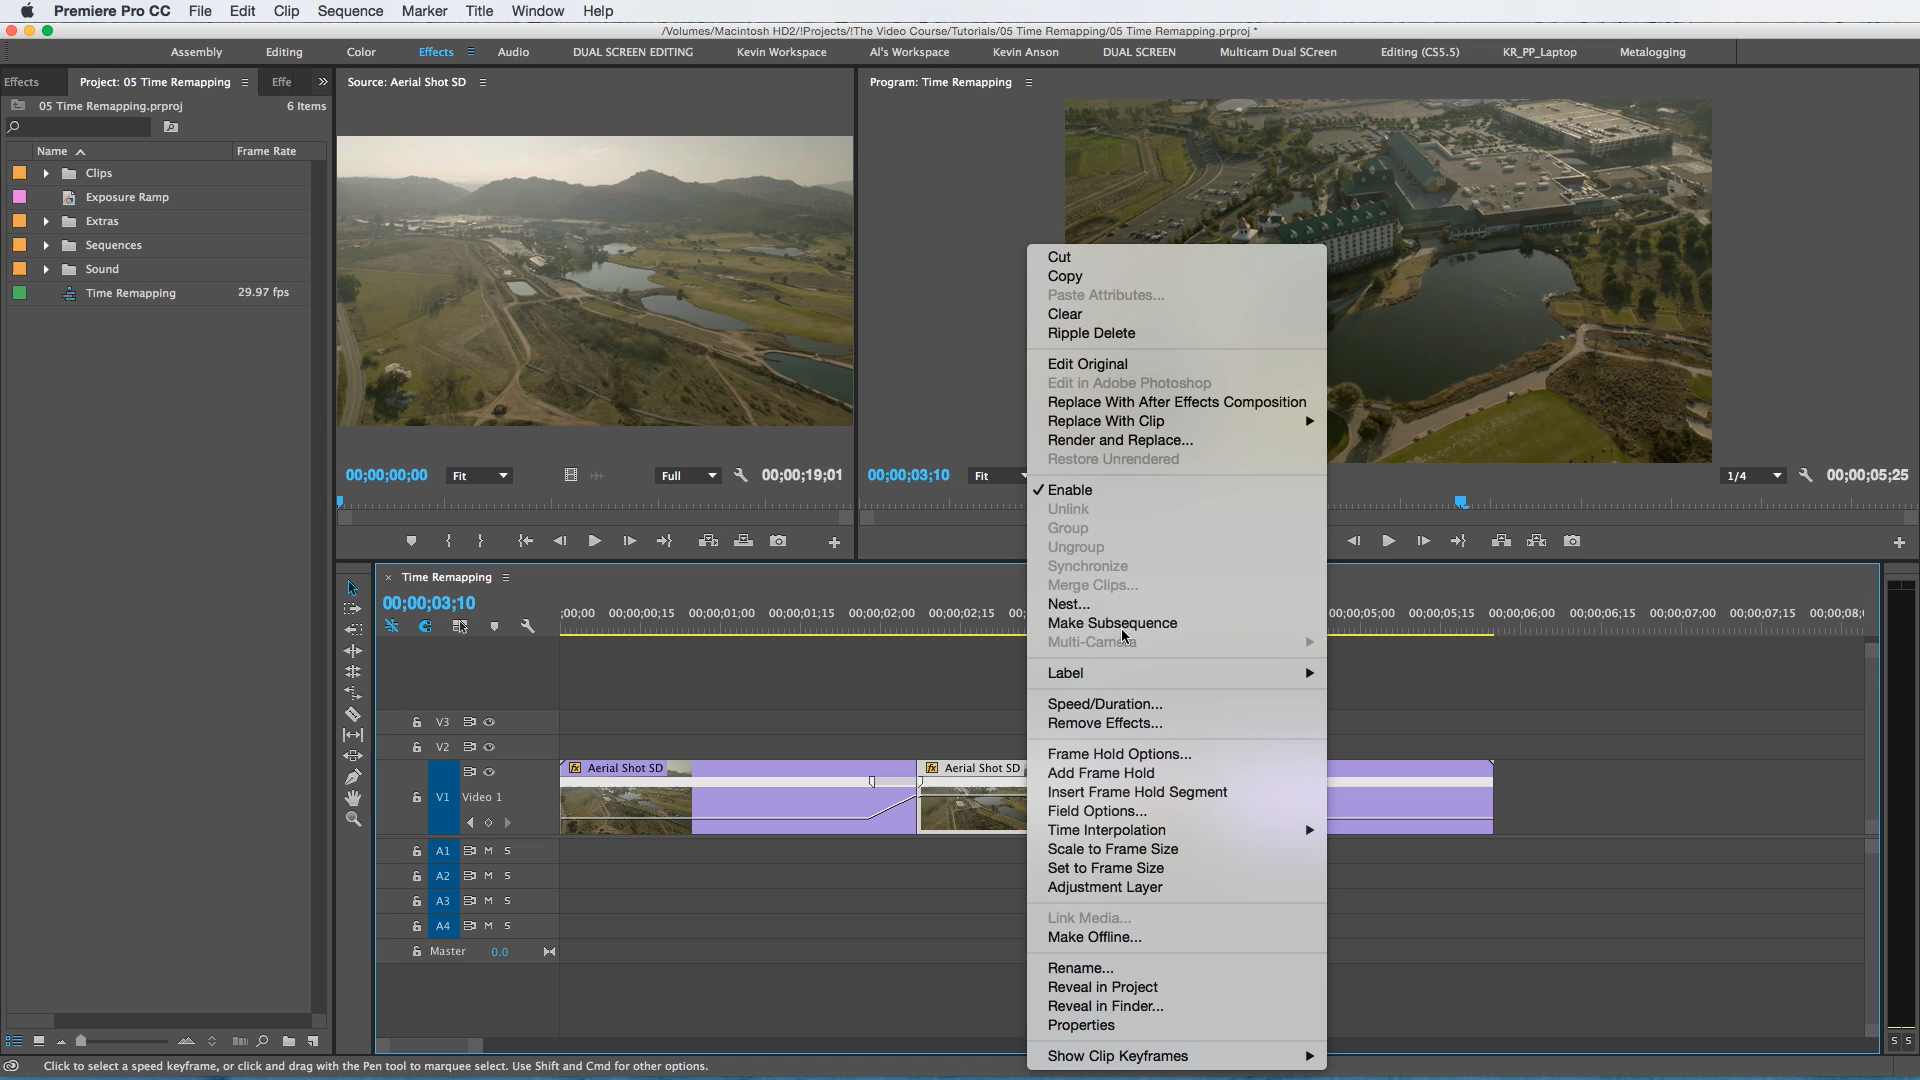 Premiere Pro CC File Edit Clip Sequence Marker Title Window Help
/Volumes/Macintosh HD2/!Projects/!The Video Course/Tutorials/05 Time Remapping/05 Time Remapping.prproj *
Assembly Editing Color Effects Audio DUAL SCREEN EDITING Kevin Workspace Al's Workspace Kevin Anson DUAL SCREEN Multicam Dual SCreen Editing (CS5.5) KR_PP_Laptop Metalogging
Effects Project: 05 Time Remapping Effe
05 Time Remapping.prproj 6 Items
Name Frame Rate
Clips
Exposure Ramp
Extras
Sequences
Sound
Time Remapping 29.97 fps
Source: Aerial Shot SD
00;00;00;00 Fit Full 00;00;19;01
Program: Time Remapping
00;00;03;10 Fit 1/4 00;00;05;25
Time Remapping
00;00;03;10
;00;00 00;00;00;15 00;00;01;00 00;00;01;15 00;00;02;00 00;00;02;15 00; 00;00;05;00 00;00;05;15 00;00;06;00 00;00;06;15 00;00;07;00 00;00;07;15 00;00;08;
V3
V2
V1 Video 1
fx Aerial Shot SD
fx Aerial Shot SD
A1 M S
A2 M S
A3 M S
A4 M S
Master 0.0
S S
Cut
Copy
Paste Attributes...
Clear
Ripple Delete
Edit Original
Edit in Adobe Photoshop
Replace With After Effects Composition
Replace With Clip
Render and Replace...
Restore Unrendered
Enable
Unlink
Group
Ungroup
Synchronize
Merge Clips...
Nest...
Make Subsequence
Multi-Camera
Label
Speed/Duration...
Remove Effects...
Frame Hold Options...
Add Frame Hold
Insert Frame Hold Segment
Field Options...
Time Interpolation
Scale to Frame Size
Set to Frame Size
Adjustment Layer
Link Media...
Make Offline...
Rename...
Reveal in Project
Reveal in Finder...
Properties
Show Clip Keyframes
Click to select a speed keyframe, or click and drag with the Pen tool to marquee select. Use Shift and Cmd for other options.